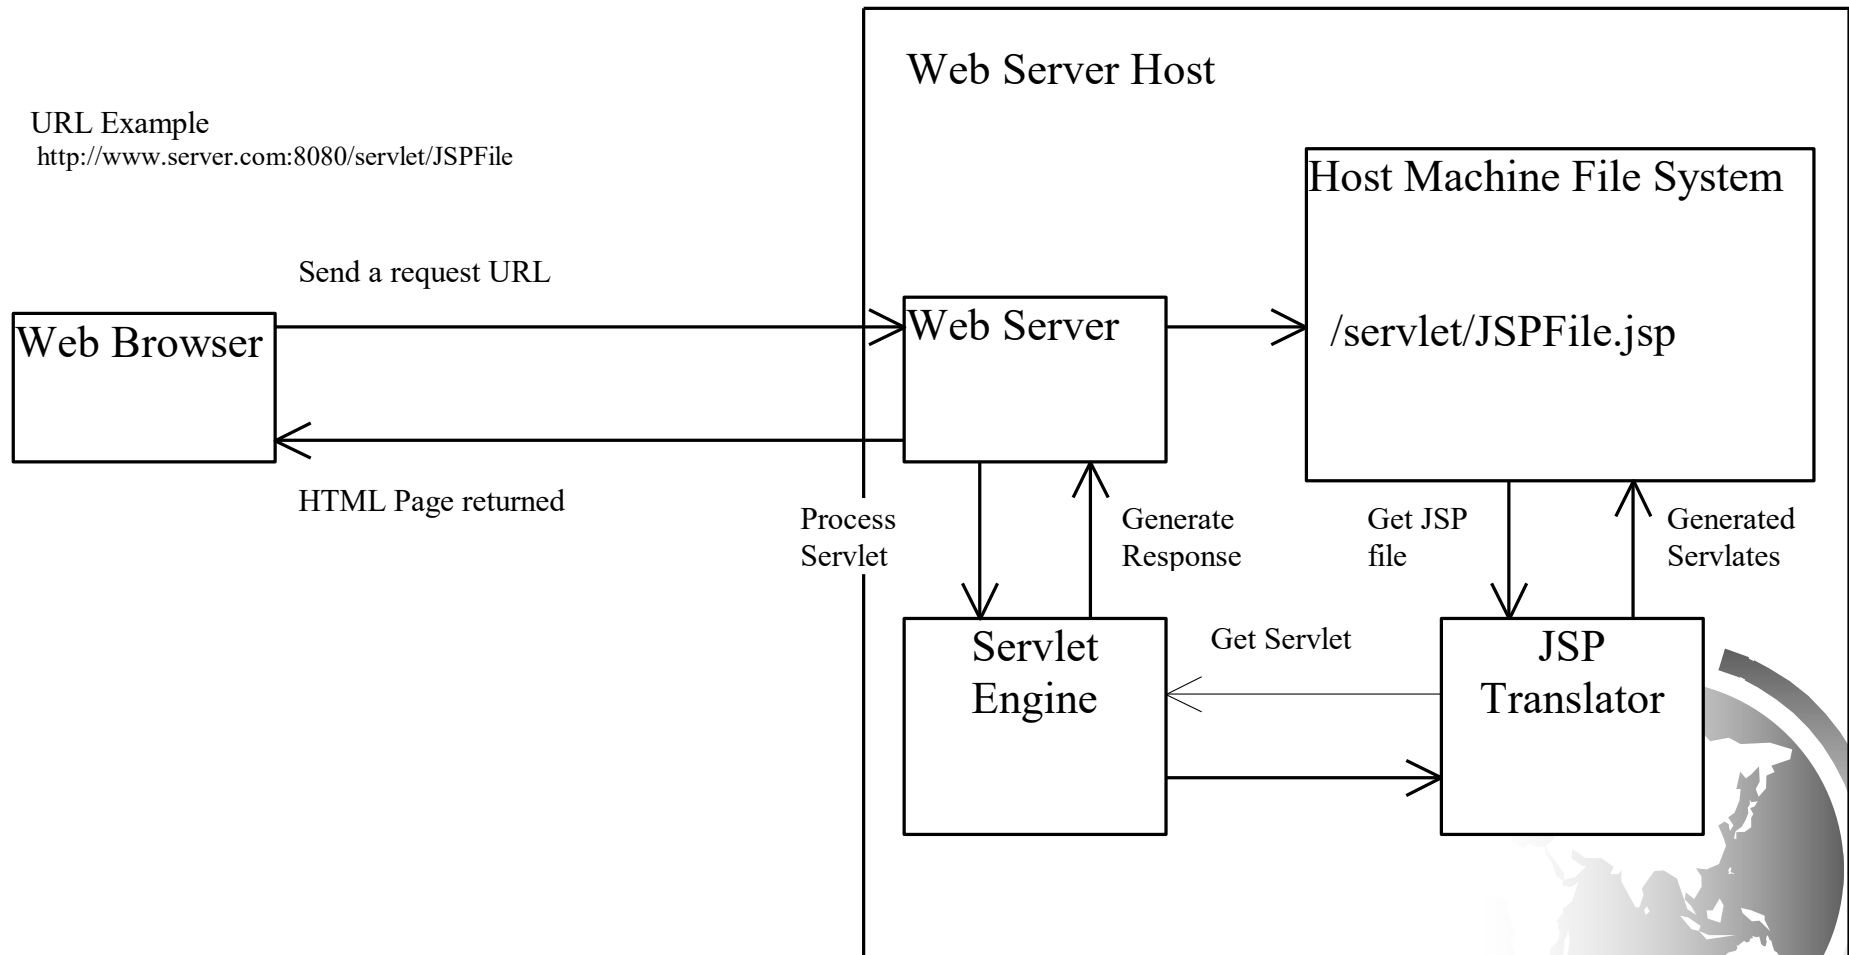 Web Server Host
URL Example
http://www.server.com:8080/servlet/JSPFile
Host Machine File System
Send a request URL
Web Browser
Web Server
/servlet/JSPFile.jsp
HTML Page returned
Process
Servlet
Generate
Response
Get JSP
file
Generated
Servlates
Servlet
Engine
Get Servlet
JSP
Translator